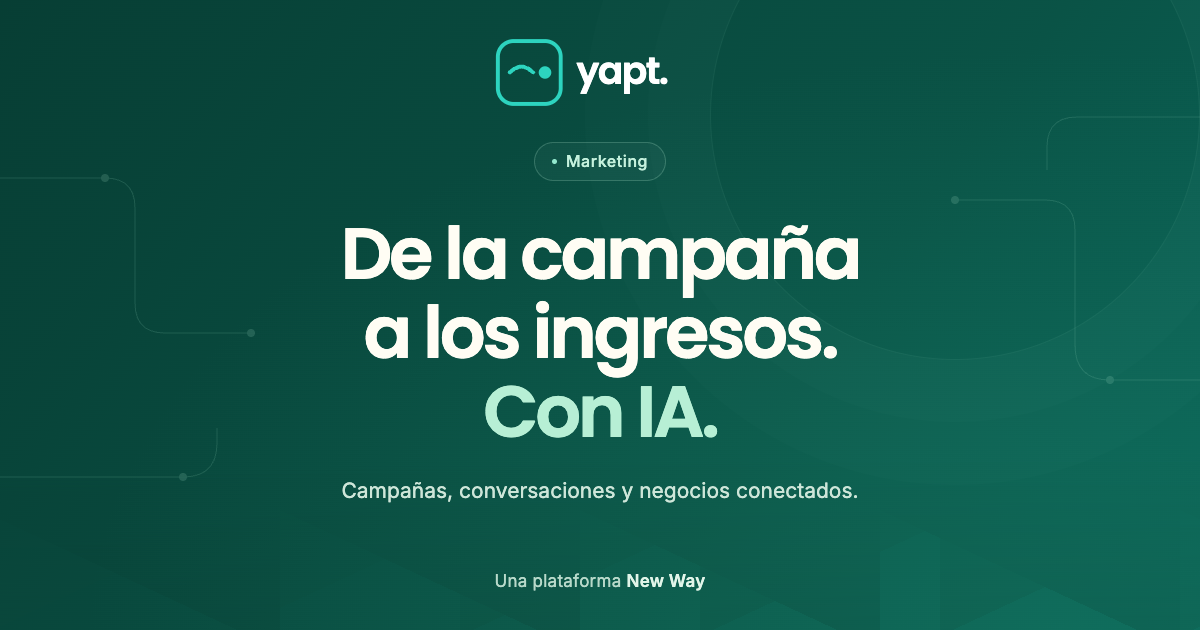 yapt.
Marketing
De la campaña
a los ingresos.
Con IA.
Campañas, conversaciones y negocios conectados.
Una plataforma New Way